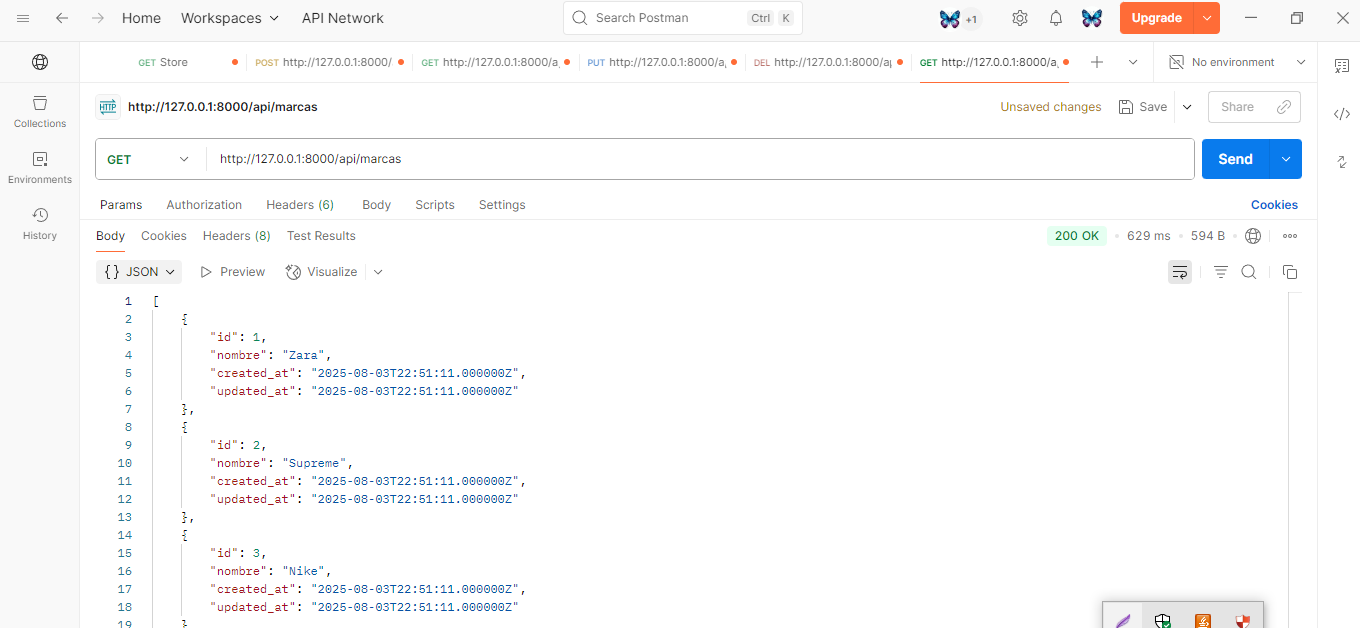 Home Workspaces API Network Search Postman Ctrl K +1 Upgrade
GET Store POST http://127.0.0.1:8000/ GET http://127.0.0.1:8000/a, PUT http://127.0.0.1:8000/a, DEL http://127.0.0.1:8000/a GET http://127.0.0.1:8000/a, No environment
HTTP http://127.0.0.1:8000/api/marcas Unsaved changes Save Share
Collections
GET http://127.0.0.1:8000/api/marcas Send
Environments
Params Authorization Headers (6) Body Scripts Settings Cookies
History
Body Cookies Headers (8) Test Results 200 OK • 629 ms • 594 B •
{} JSON Preview Visualize
1 [
2 {
3 "id": 1,
4 "nombre": "Zara",
5 "created_at": "2025-08-03T22:51:11.000000Z",
6 "updated_at": "2025-08-03T22:51:11.000000Z"
7 },
8 {
9 "id": 2,
10 "nombre": "Supreme",
11 "created_at": "2025-08-03T22:51:11.000000Z",
12 "updated_at": "2025-08-03T22:51:11.000000Z"
13 },
14 {
15 "id": 3,
16 "nombre": "Nike",
17 "created_at": "2025-08-03T22:51:11.000000Z",
18 "updated_at": "2025-08-03T22:51:11.000000Z"
19 }